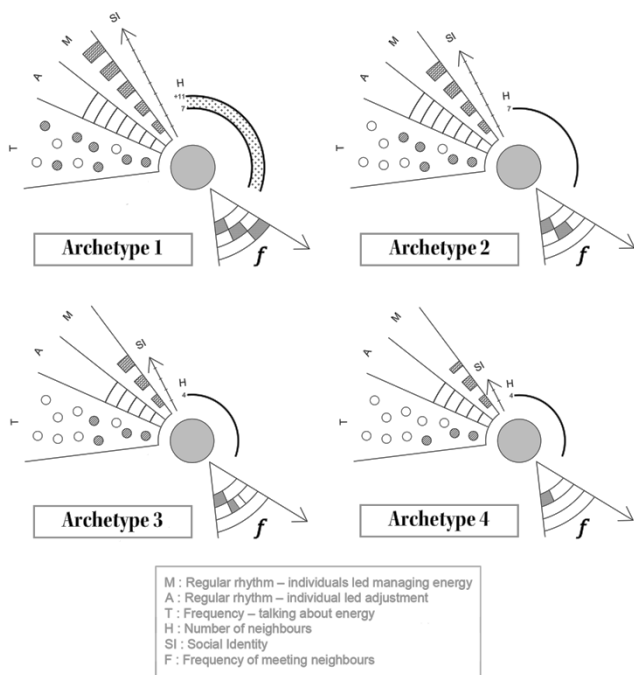 SI
M
A
T
H
+11
7
f
Archetype 1
SI
M
A
T
H
7
f
Archetype 2
SI
M
A
T
H
4
f
Archetype 3
SI
M
A
T
H
4
f
Archetype 4
M : Regular rhythm – individuals led managing energy
A : Regular rhythm – individual led adjustment
T : Frequency – talking about energy
H : Number of neighbours
SI : Social Identity
F : Frequency of meeting neighbours